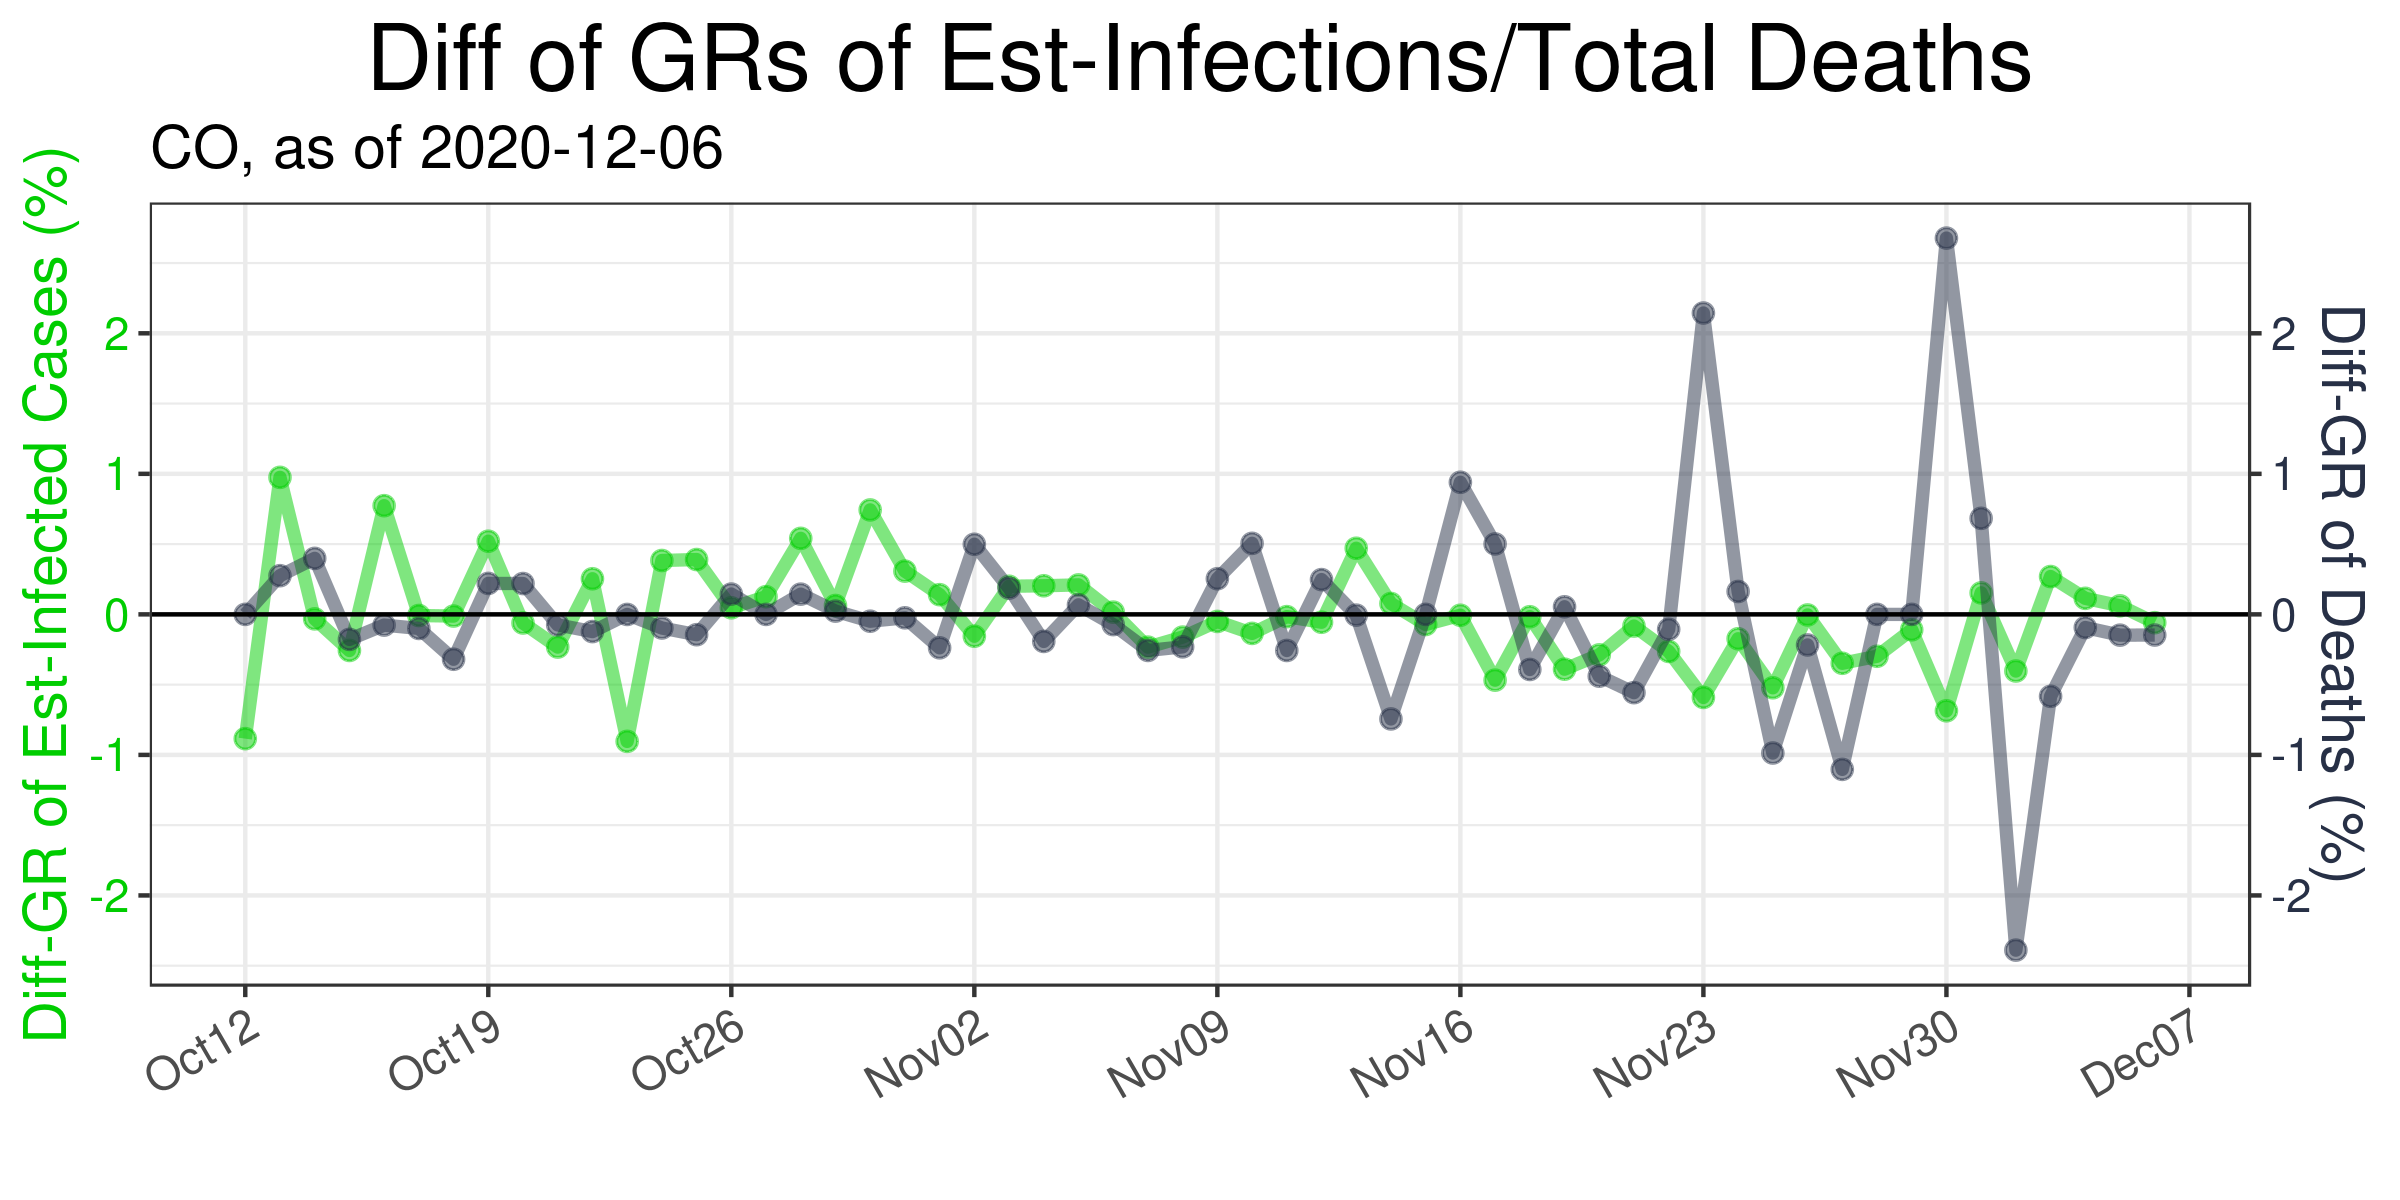 Diff of GRs of Est-Infections/Total Deaths
CO, as of 2020-12-06
Diff-GR of Est-Infected Cases (%)
2
1
0
-1
-2
2
1
0
-1
-2
Diff-GR of Deaths (%)
Oct12
Oct19
Oct26
Nov02
Nov09
Nov16
Nov23
Nov30
Dec07